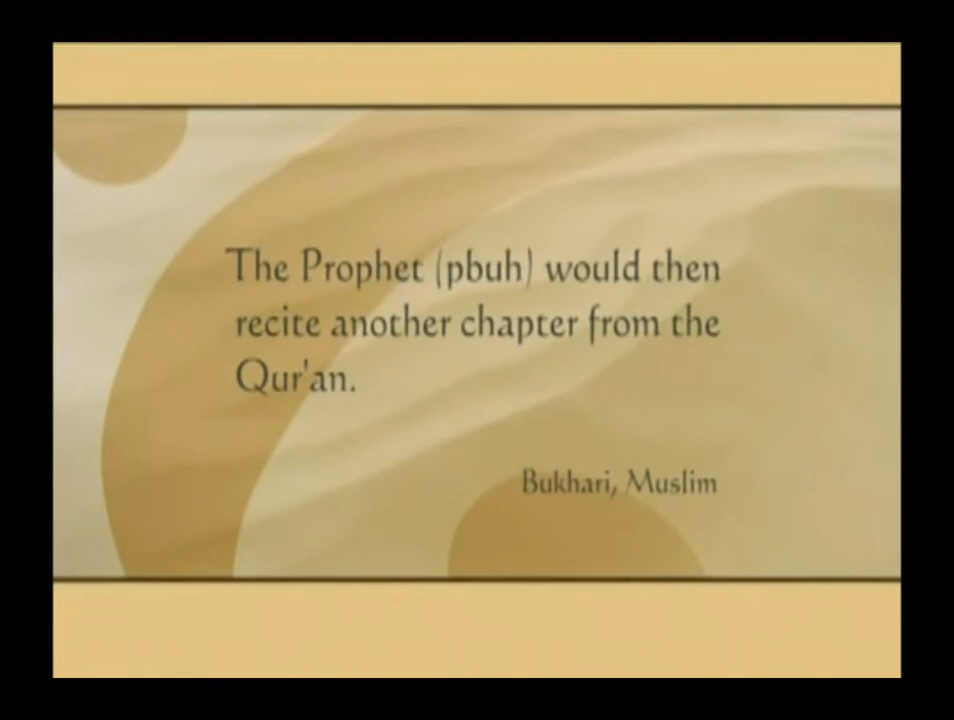 The Prophet (pbuh) would then
recite another chapter from the
Qur'an.
Bukhari, Muslim